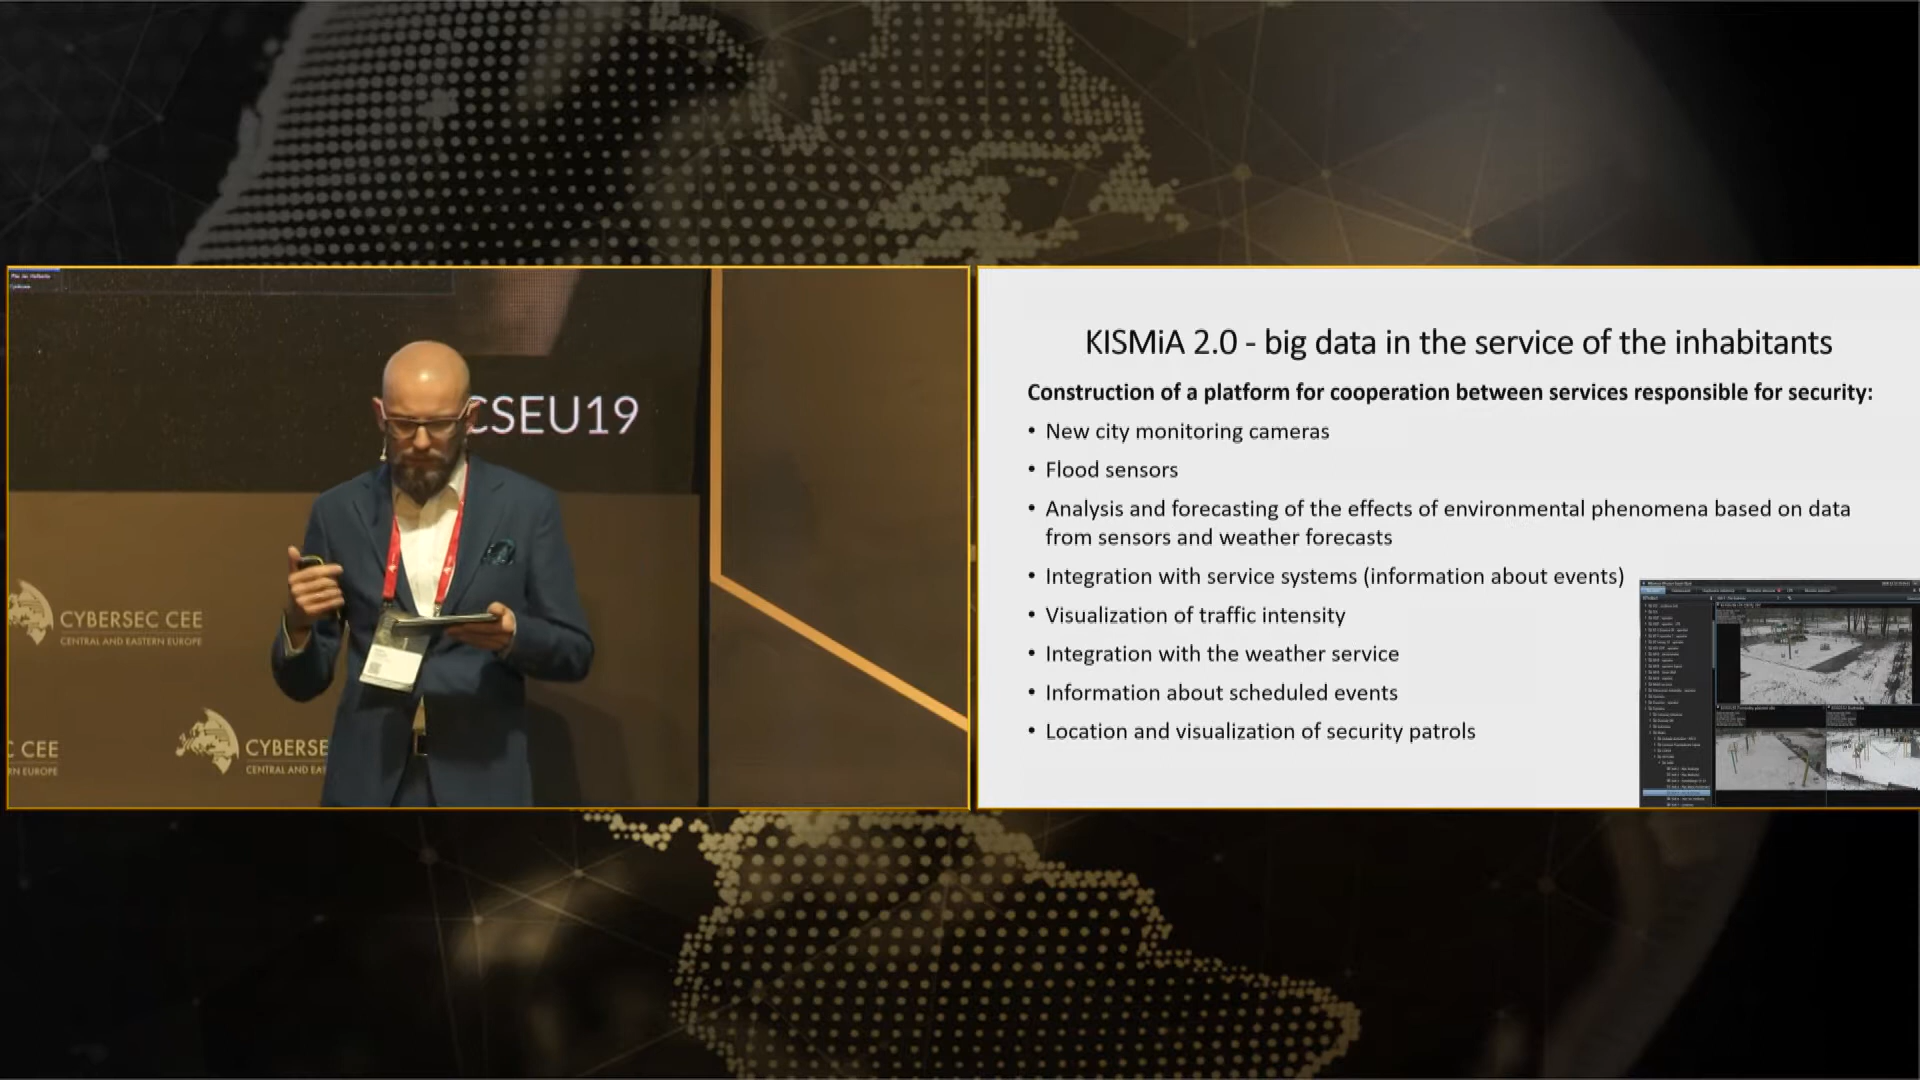 CSEU19
CYBERSEC CEE
CENTRAL AND EASTERN EUROPE
C CEE
RN EUROPE
CYBERSE
CENTRAL AND EAS
KISMiA 2.0 - big data in the service of the inhabitants
Construction of a platform for cooperation between services responsible for security:
• New city monitoring cameras
• Flood sensors
• Analysis and forecasting of the effects of environmental phenomena based on data
from sensors and weather forecasts
• Integration with service systems (information about events)
• Visualization of traffic intensity
• Integration with the weather service
• Information about scheduled events
• Location and visualization of security patrols